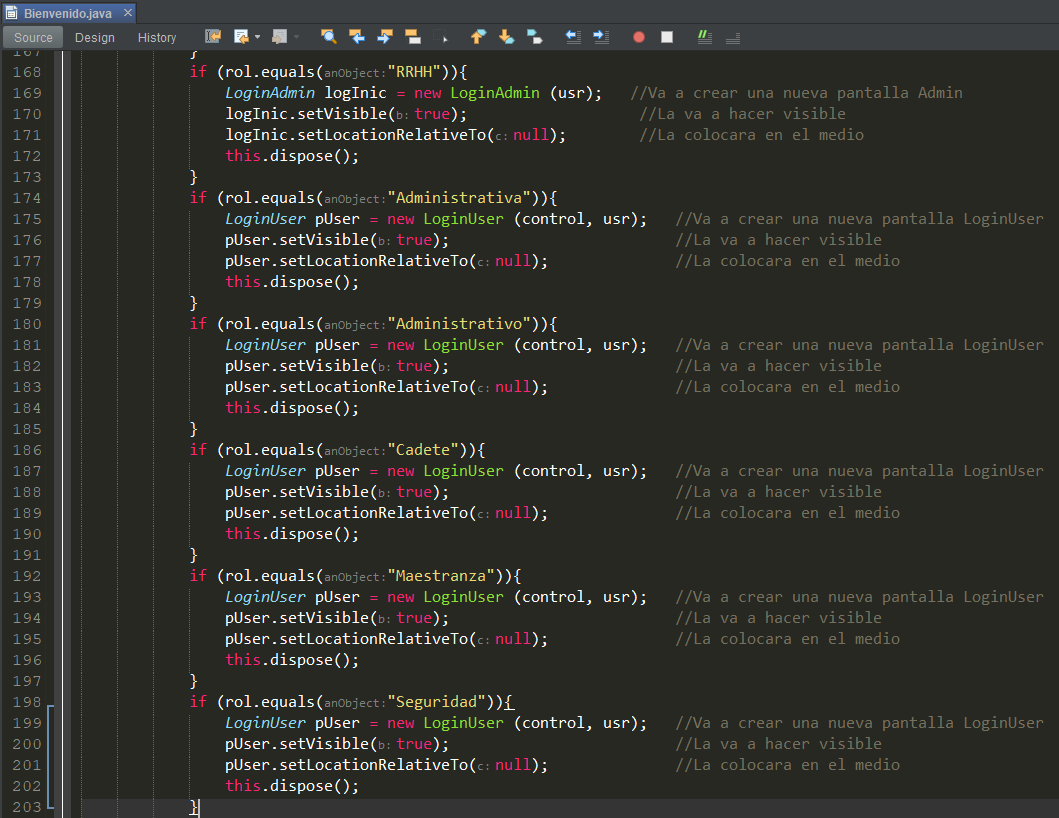 Bienvenido.java ×
Source Design History
167 }
168 if (rol.equals(anObject:"RRHH")){
169 LoginAdmin logInic = new LoginAdmin (usr); //Va a crear una nueva pantalla Admin
170 logInic.setVisible(b:true); //La va a hacer visible
171 logInic.setLocationRelativeTo(c:null); //La colocara en el medio
172 this.dispose();
173 }
174 if (rol.equals(anObject:"Administrativa")){
175 LoginUser pUser = new LoginUser (control, usr); //Va a crear una nueva pantalla LoginUser
176 pUser.setVisible(b:true); //La va a hacer visible
177 pUser.setLocationRelativeTo(c:null); //La colocara en el medio
178 this.dispose();
179 }
180 if (rol.equals(anObject:"Administrativo")){
181 LoginUser pUser = new LoginUser (control, usr); //Va a crear una nueva pantalla LoginUser
182 pUser.setVisible(b:true); //La va a hacer visible
183 pUser.setLocationRelativeTo(c:null); //La colocara en el medio
184 this.dispose();
185 }
186 if (rol.equals(anObject:"Cadete")){
187 LoginUser pUser = new LoginUser (control, usr); //Va a crear una nueva pantalla LoginUser
188 pUser.setVisible(b:true); //La va a hacer visible
189 pUser.setLocationRelativeTo(c:null); //La colocara en el medio
190 this.dispose();
191 }
192 if (rol.equals(anObject:"Maestranza")){
193 LoginUser pUser = new LoginUser (control, usr); //Va a crear una nueva pantalla LoginUser
194 pUser.setVisible(b:true); //La va a hacer visible
195 pUser.setLocationRelativeTo(c:null); //La colocara en el medio
196 this.dispose();
197 }
198 if (rol.equals(anObject:"Seguridad")){
199 LoginUser pUser = new LoginUser (control, usr); //Va a crear una nueva pantalla LoginUser
200 pUser.setVisible(b:true); //La va a hacer visible
201 pUser.setLocationRelativeTo(c:null); //La colocara en el medio
202 this.dispose();
203 }